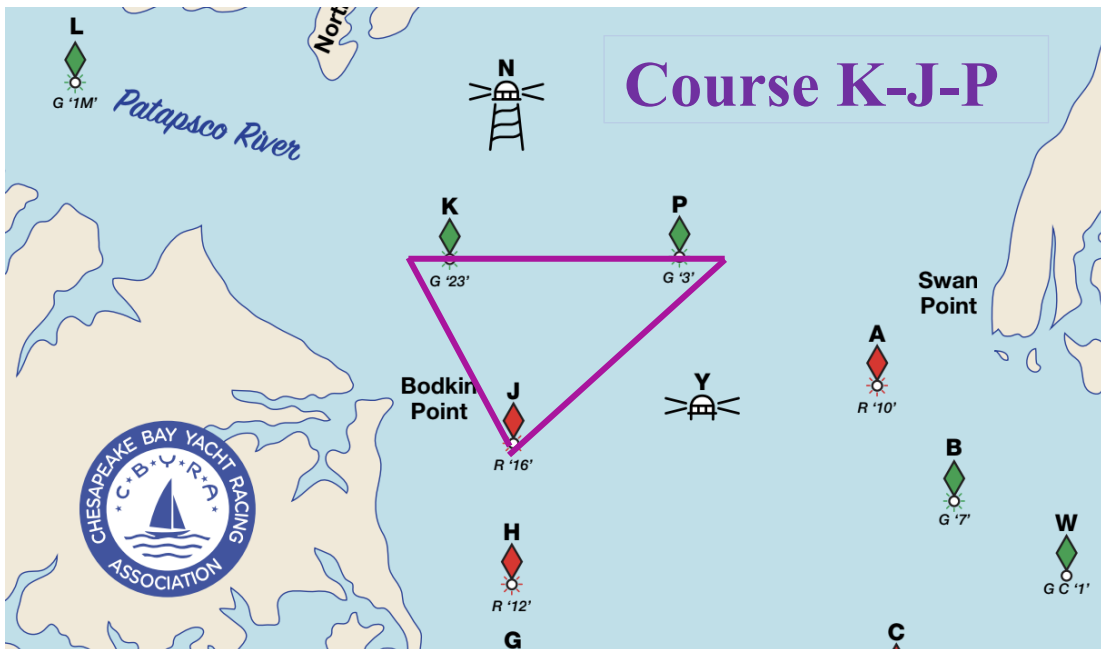 L
G ‘1M’
Patapsco River
North
N
Course K-J-P
K
G ‘23’
P
G ‘3’
Swan
Point
A
R ‘10’
Bodkin
Point
J
R ‘16’
Y
B
G ‘7’
CHESAPEAKE BAY YACHT RACING
ASSOCIATION
C★B★Y★R★A
H
R ‘12’
W
G C ‘1’
G
C